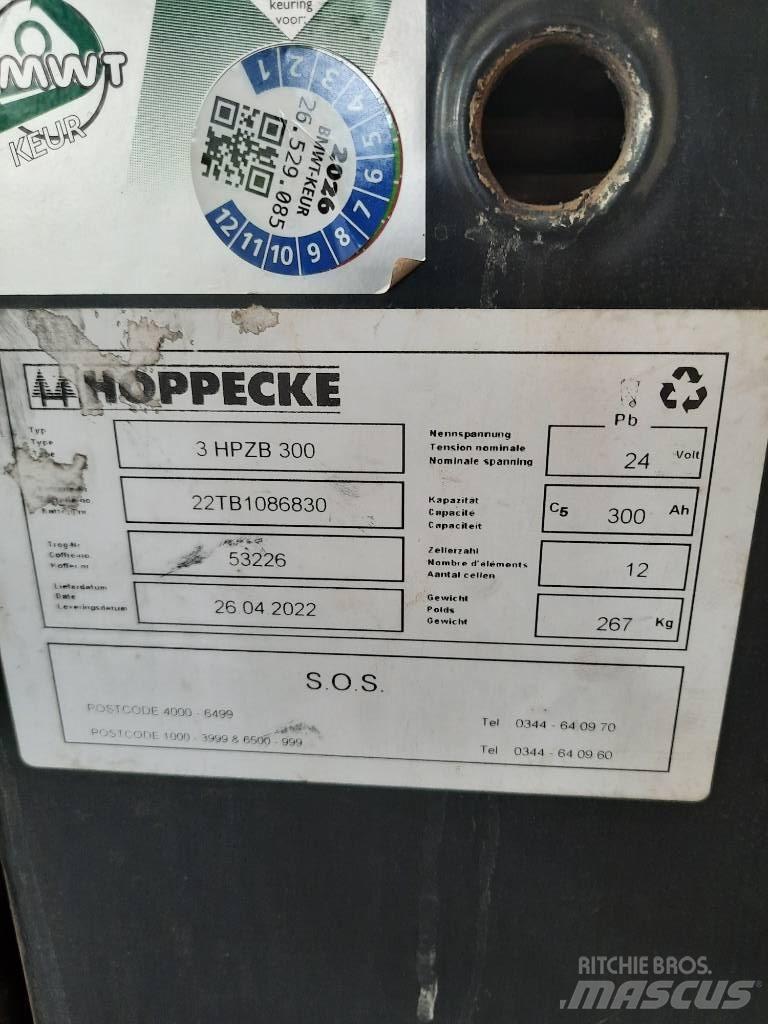 keuring
voor:
BMWT
KEUR
1 2 3 4 5 6 7 8 9 10 11 12
2026
BMWT-KEUR
26.529.085
HOPPECKE
Pb
Typ
Type
3 HPZB 300
Nennspannung
Tension nominale
Nominale spanning
24 Volt
22TB1086830
Kapazität
Capacité
Capaciteit
C5 300 Ah
Trog-Nr
Coffre-no.
Koffer nr
53226
Zellerzahl
Nombre d'éléments
Aantal cellen
12
Lieferdatum
Date
Leveringsdatum
26.04.2022
Gewicht
Poids
Gewicht
267 Kg
S.O.S.
POSTCODE 4000 - 6499 Tel 0344 - 64 09 70
POSTCODE 1000 - 3999 & 6500 - 999 Tel 0344 - 64 09 60
RITCHIE BROS.
MASCUS